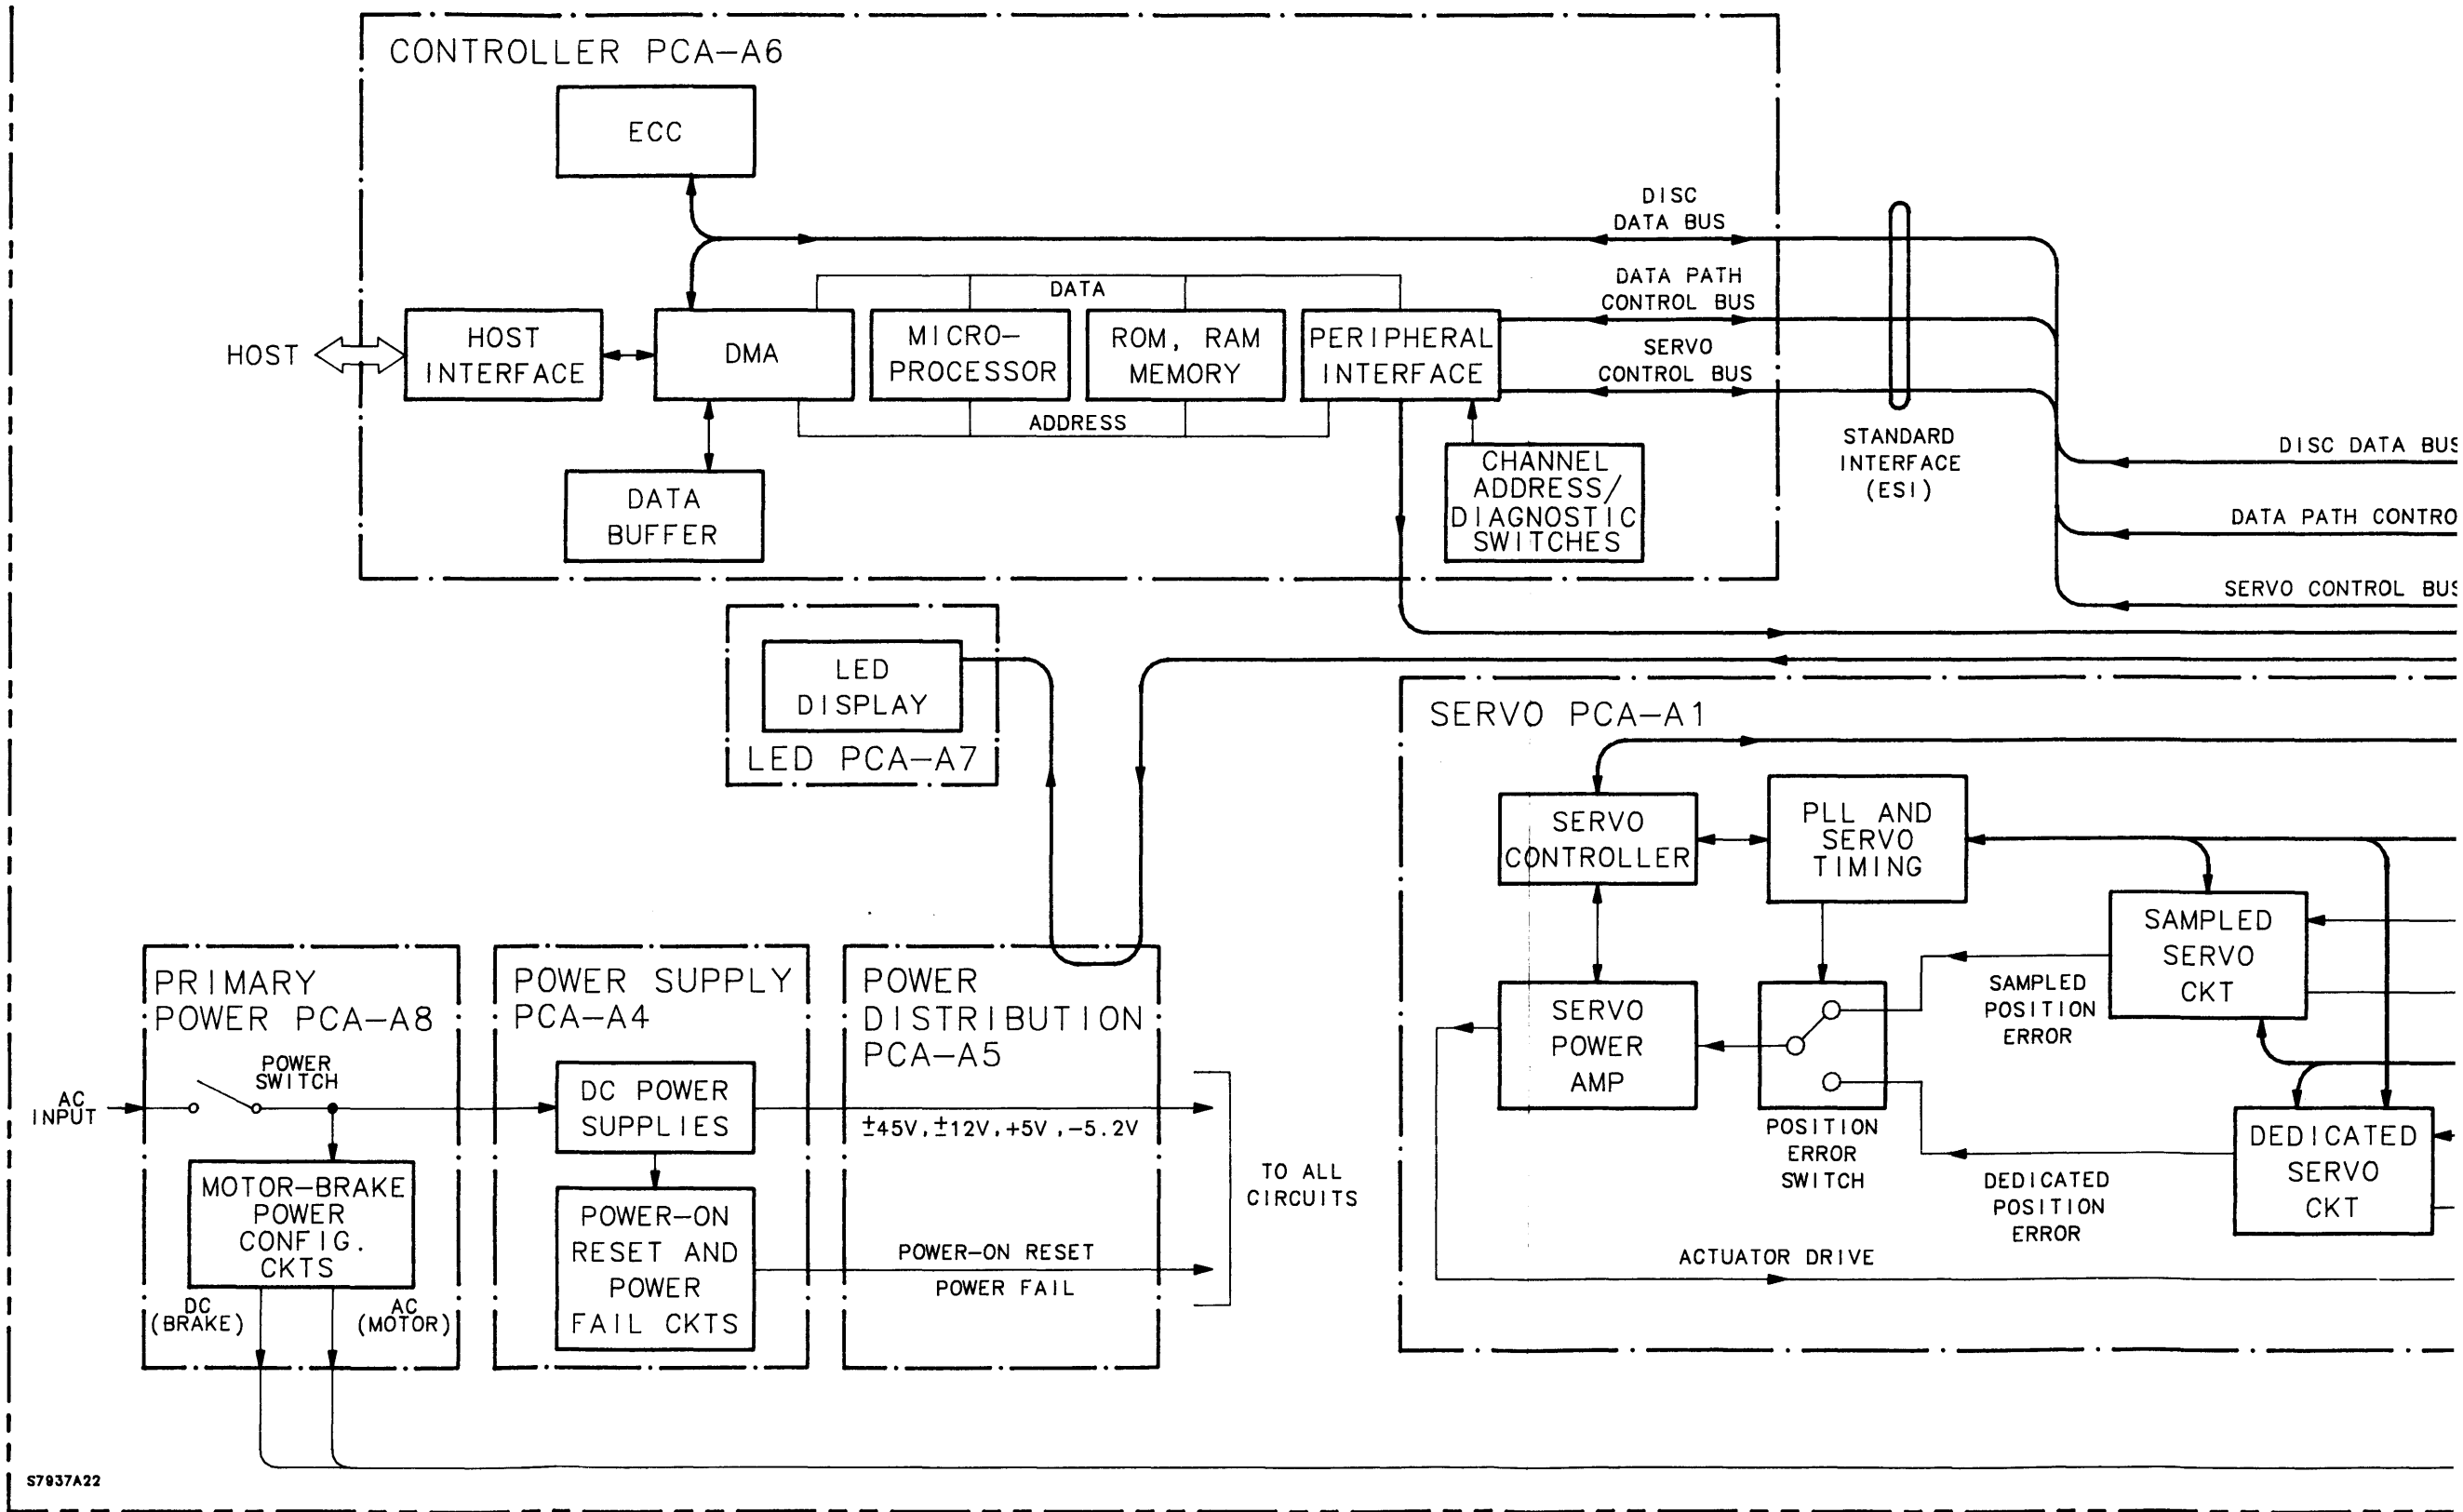 CONTROLLER PCA-A6
ECC
DISC
DATA BUS
DATA PATH
CONTROL BUS
SERVO
CONTROL BUS
DATA
HOST
HOST
INTERFACE
DMA
MICRO-
PROCESSOR
ROM, RAM
MEMORY
PERIPHERAL
INTERFACE
ADDRESS
DATA
BUFFER
CHANNEL
ADDRESS/
DIAGNOSTIC
SWITCHES
STANDARD
INTERFACE
(ESI)
DISC DATA BUS
DATA PATH CONTRO
SERVO CONTROL BUS
LED
DISPLAY
LED PCA-A7
SERVO PCA-A1
SERVO
CONTROLLER
PLL AND
SERVO
TIMING
SAMPLED
SERVO
CKT
SAMPLED
POSITION
ERROR
SERVO
POWER
AMP
POSITION
ERROR
SWITCH
DEDICATED
SERVO
CKT
DEDICATED
POSITION
ERROR
ACTUATOR DRIVE
PRIMARY
POWER PCA-A8
POWER
SWITCH
AC
INPUT
MOTOR-BRAKE
POWER
CONFIG.
CKTS
DC
(BRAKE)
AC
(MOTOR)
POWER SUPPLY
PCA-A4
DC POWER
SUPPLIES
POWER-ON
RESET AND
POWER
FAIL CKTS
POWER
DISTRIBUTION
PCA-A5
±45V, ±12V, +5V, -5.2V
POWER-ON RESET
POWER FAIL
TO ALL
CIRCUITS
S7937A22